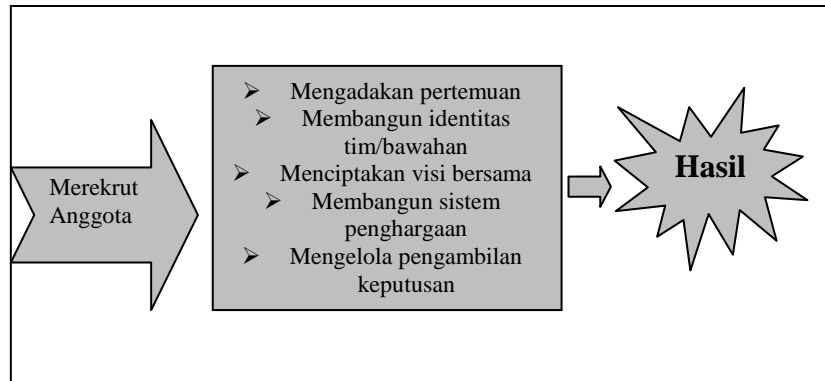 Merekrut
Anggota
➢ Mengadakan pertemuan
➢ Membangun identitas
tim/bawahan
➢ Menciptakan visi bersama
➢ Membangun sistem
penghargaan
➢ Mengelola pengambilan
keputusan
Hasil